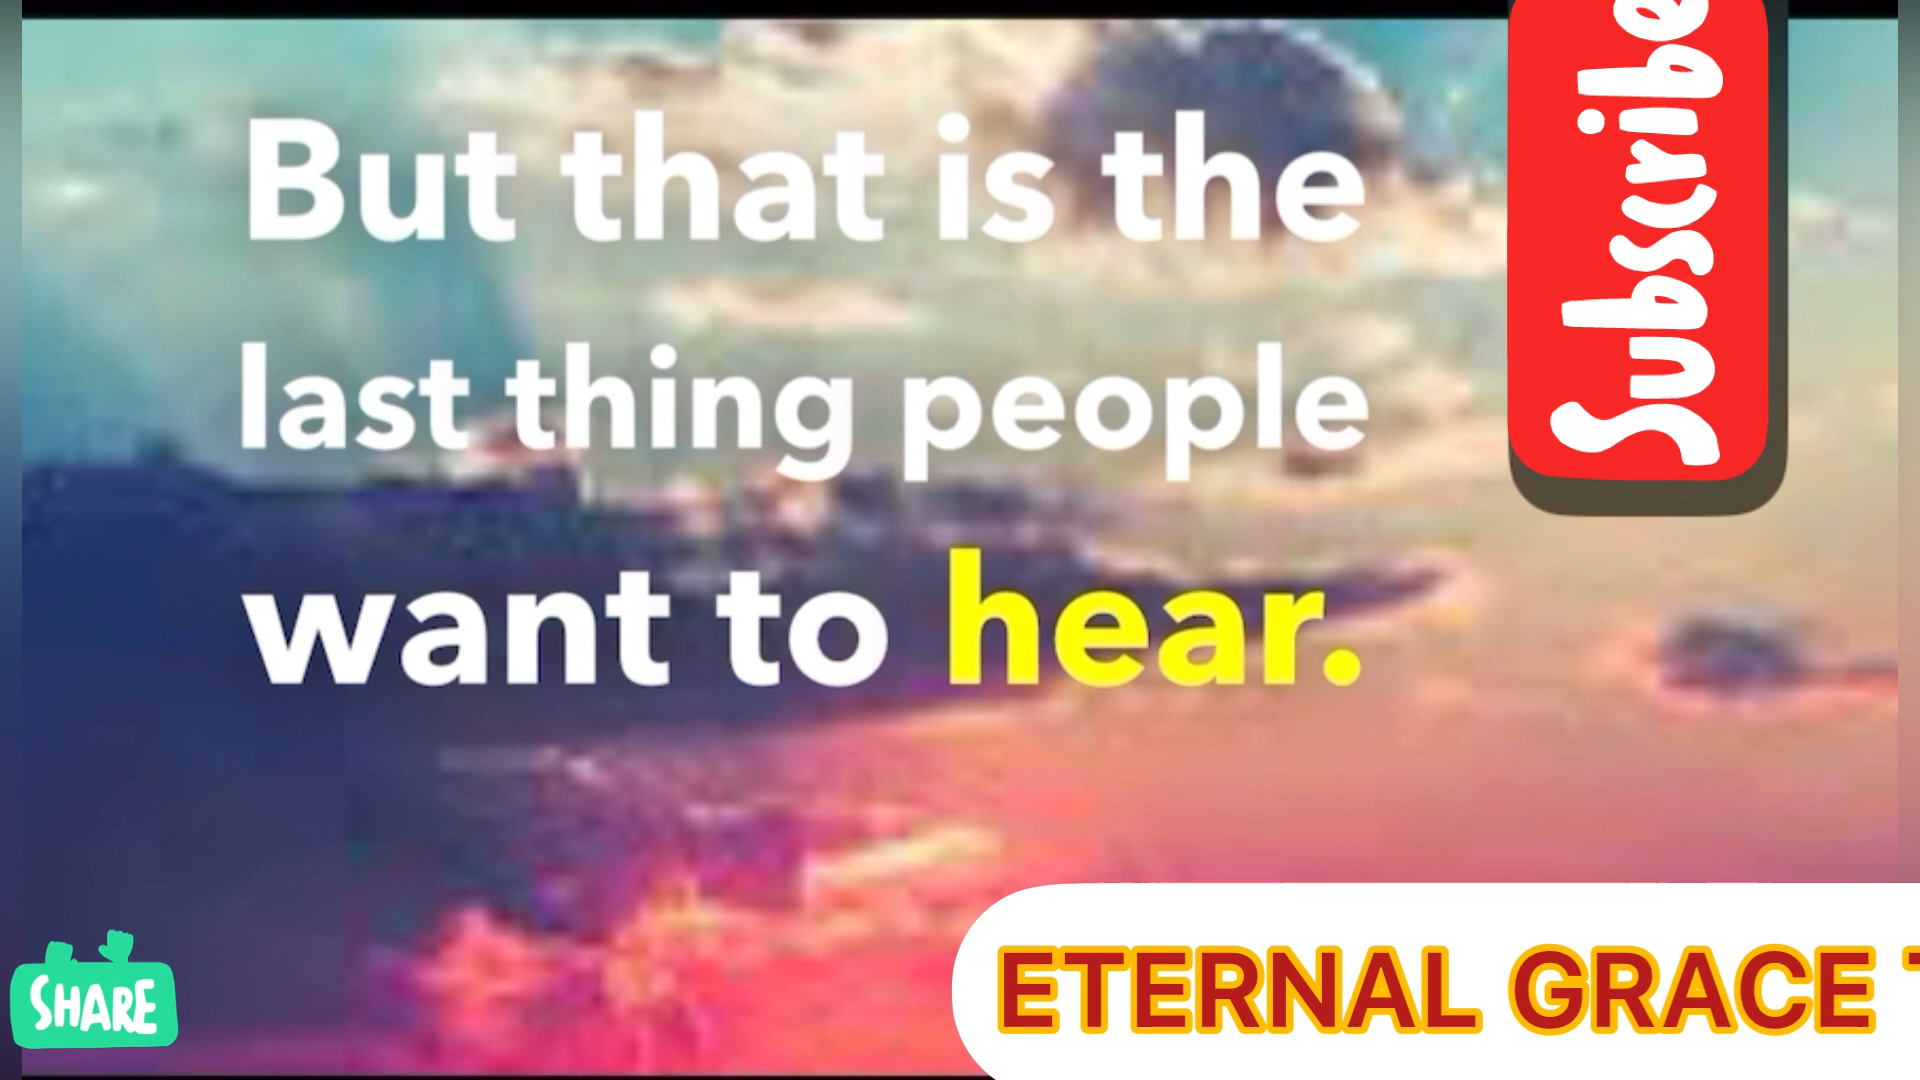 But that is the
last thing people
want to hear.
Subscribe
SHARE
ETERNAL GRACE